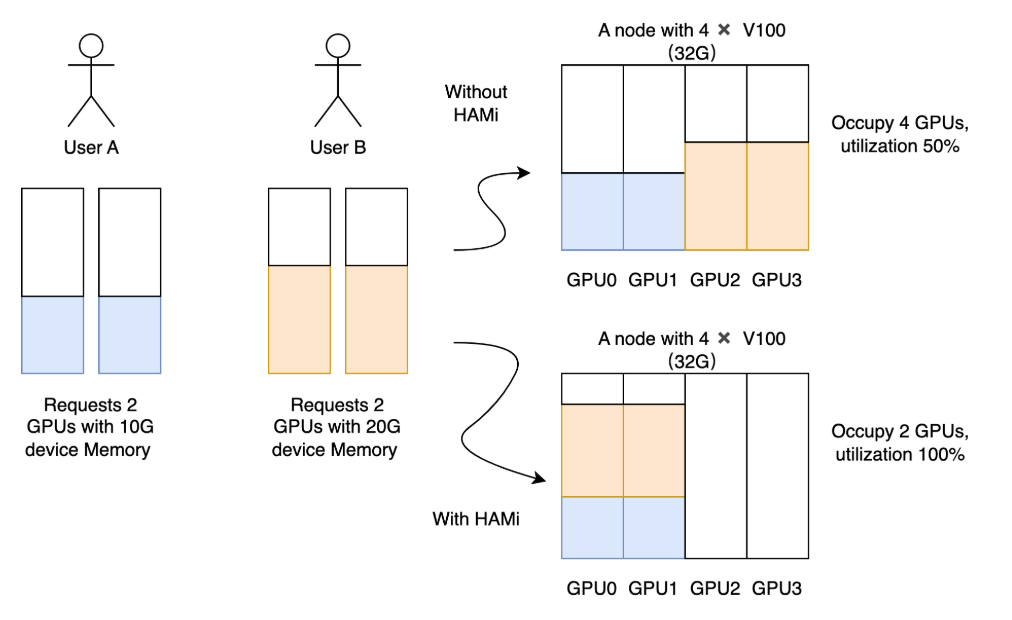 User A
User B
Requests 2
GPUs with 10G
device Memory
Requests 2
GPUs with 20G
device Memory
Without
HAMi
A node with 4 ✖ V100
(32G)
GPU0 GPU1 GPU2 GPU3
Occupy 4 GPUs,
utilization 50%
With HAMi
A node with 4 ✖ V100
(32G)
GPU0 GPU1 GPU2 GPU3
Occupy 2 GPUs,
utilization 100%